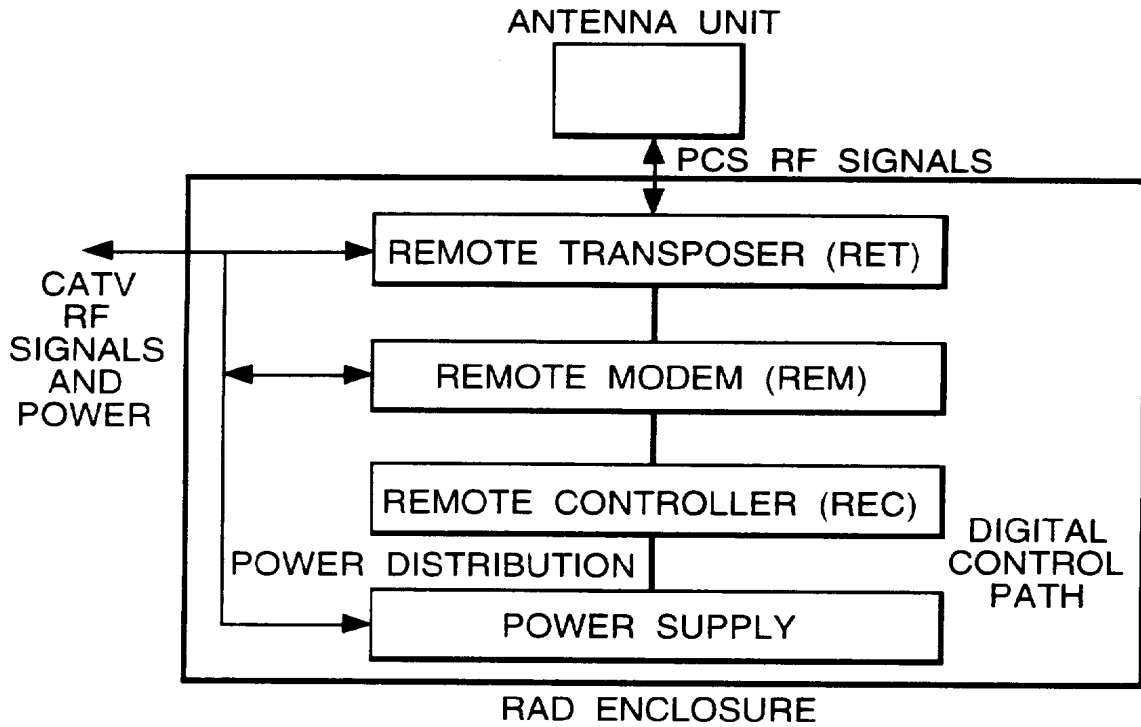 ANTENNA UNIT
PCS RF SIGNALS
REMOTE TRANSPOSER (RET)
CATV
RF
SIGNALS
AND
POWER
REMOTE MODEM (REM)
REMOTE CONTROLLER (REC)
POWER DISTRIBUTION
DIGITAL
CONTROL
PATH
POWER SUPPLY
RAD ENCLOSURE